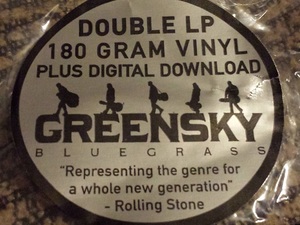 DOUBLE LP
180 GRAM VINYL
PLUS DIGITAL DOWNLOAD
GREENSKY
BLUEGRASS
"Representing the genre for
a whole new generation"
- Rolling Stone